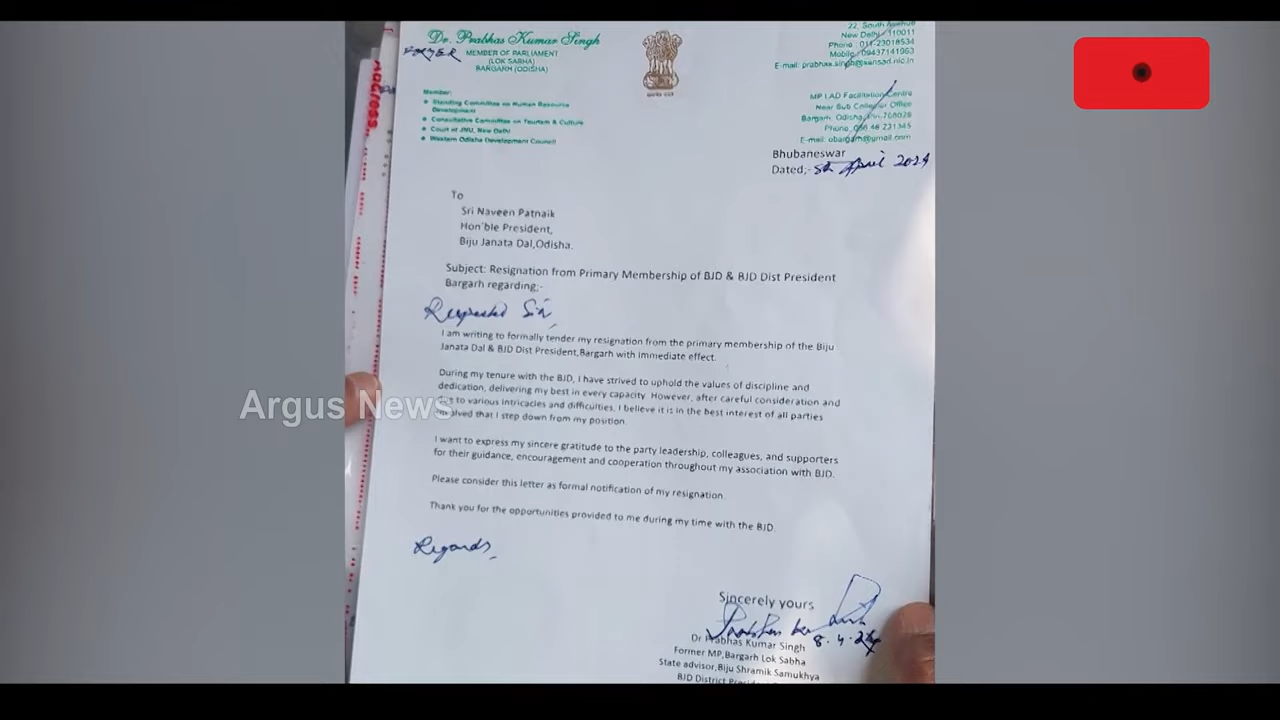 Dr. Prabhas Kumar Singh
FORMER MEMBER OF PARLIAMENT
(LOK SABHA)
BARGARH (ODISHA)
Member:
Standing Committee on Human Resource
Development
Consultative Committee on Tourism & Culture
Court of JNU, New Delhi
Western Odisha Development Council
22, South Avenue
New Delhi - 110011
Phone : 011-23018534
Mobile : 09437141963
E-mail: prabhas.singh@sansad.nic.in
MP LAD Facilitation Centre
Near Sub Collector Office
Bargarh, Odisha, Pin-768028
Phone 231345
E-mail:
Bhubaneswar
Dated;- April 2024
To
Sri Naveen Patnaik
Hon'ble President,
Biju Janata Dal,Odisha.
Subject: Resignation from Primary Membership of BJD & BJD Dist President
Bargarh regarding;-
Respected Sir,
I am writing to formally tender my resignation from the primary membership of the Biju
Janata Dal & BJD Dist President,Bargarh with immediate effect.
During my tenure with the BJD, I have strived to uphold the values of discipline and
dedication, delivering my best in every capacity. However, after careful consideration and
due to various intricacies and difficulties, I believe it is in the best interest of all parties
involved that I step down from my position.
I want to express my sincere gratitude to the party leadership, colleagues, and supporters
for their guidance, encouragement and cooperation throughout my association with BJD.
Please consider this letter as formal notification of my resignation
Thank you for the opportunities provided to me during my time with the BJD.
Regards,
Sincerely yours
8.4.24
Dr Prabhas Kumar Singh
Former MP,Bargarh Lok Sabha
State advisor,Biju Shramik Samukhya
BJD District
Address
Argus News